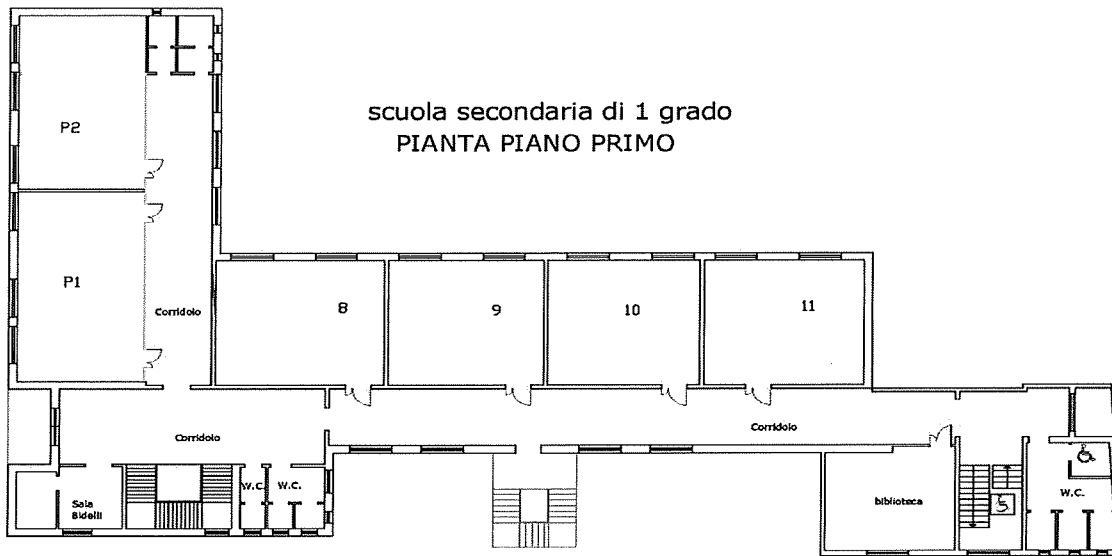 scuola secondaria di 1 grado
PIANTA PIANO PRIMO
P2
P1
Corridoio
8
9
10
11
Corridoio
Corridoio
Sala
Bidelli
W.C.
W.C.
biblioteca
W.C.